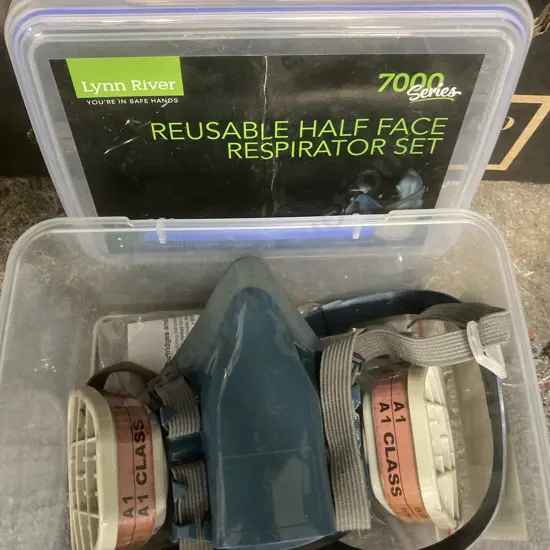 Lynn River
YOU'RE IN SAFE HANDS
7000
Series
REUSABLE HALF FACE
RESPIRATOR SET
A1
A1 CLASS
A1
A1 CLASS